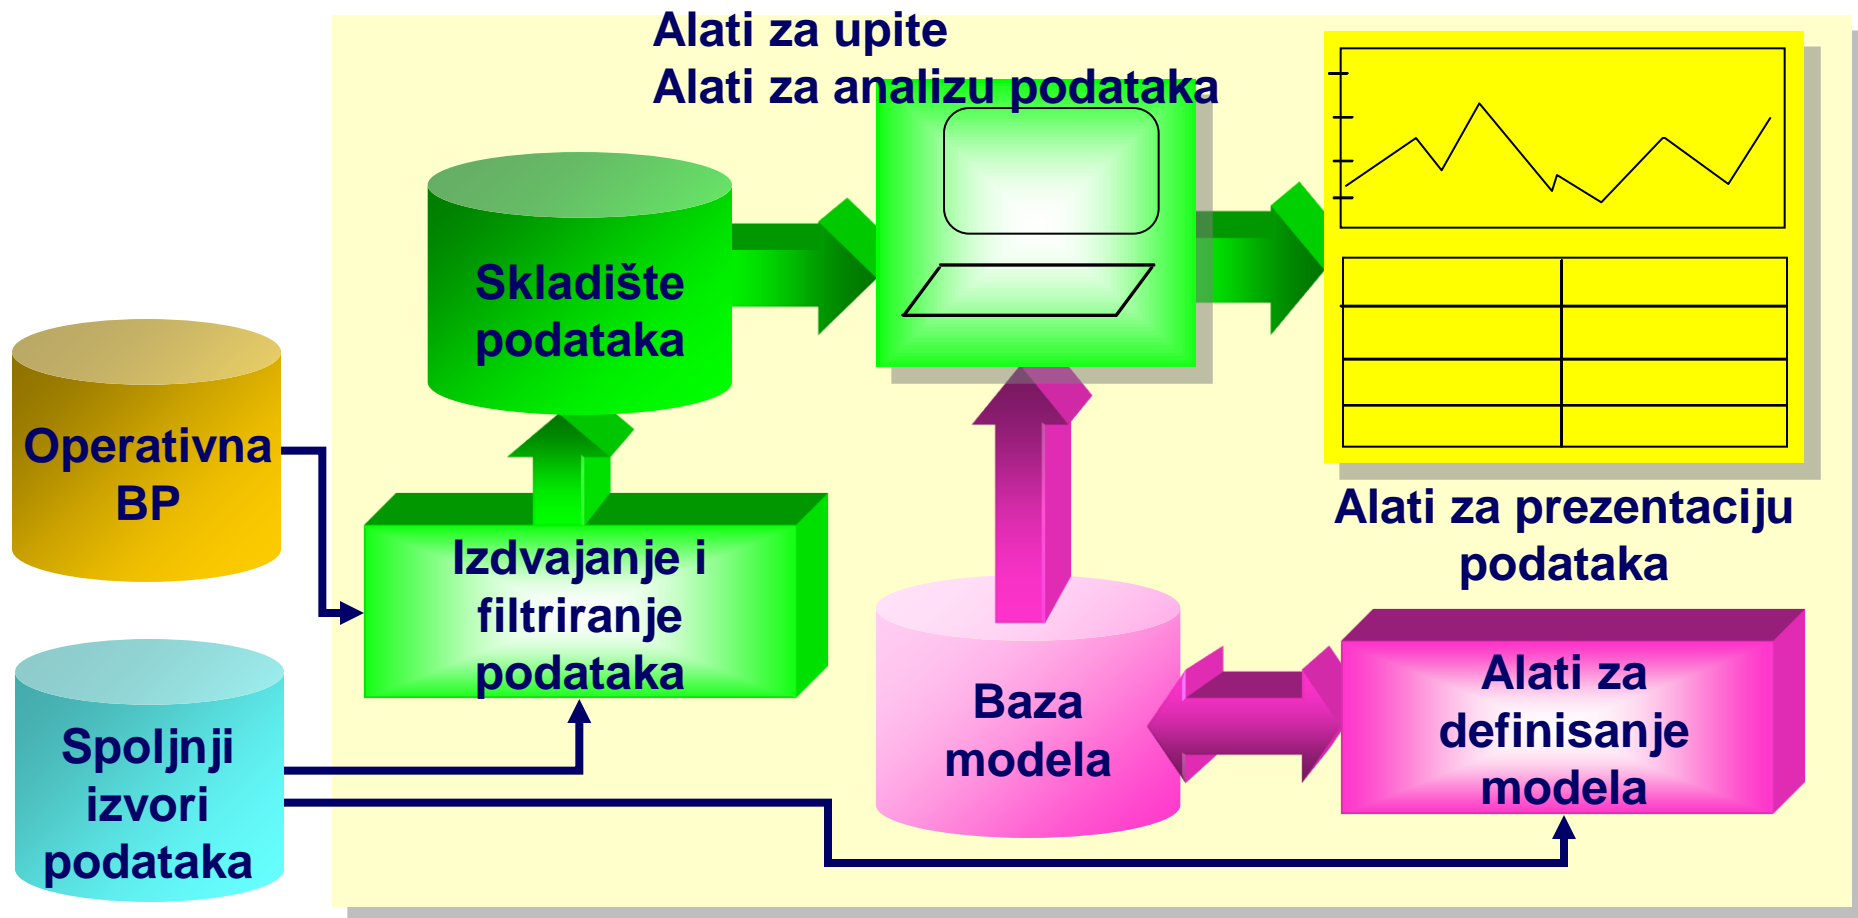 Alati za upite
Alati za analizu podataka
Skladište
podataka
Operativna
BP
Izdvajanje i
filtriranje
podataka
Spoljnji
izvori
podataka
Baza
modela
Alati za prezentaciju
podataka
Alati za
definisanje
modela